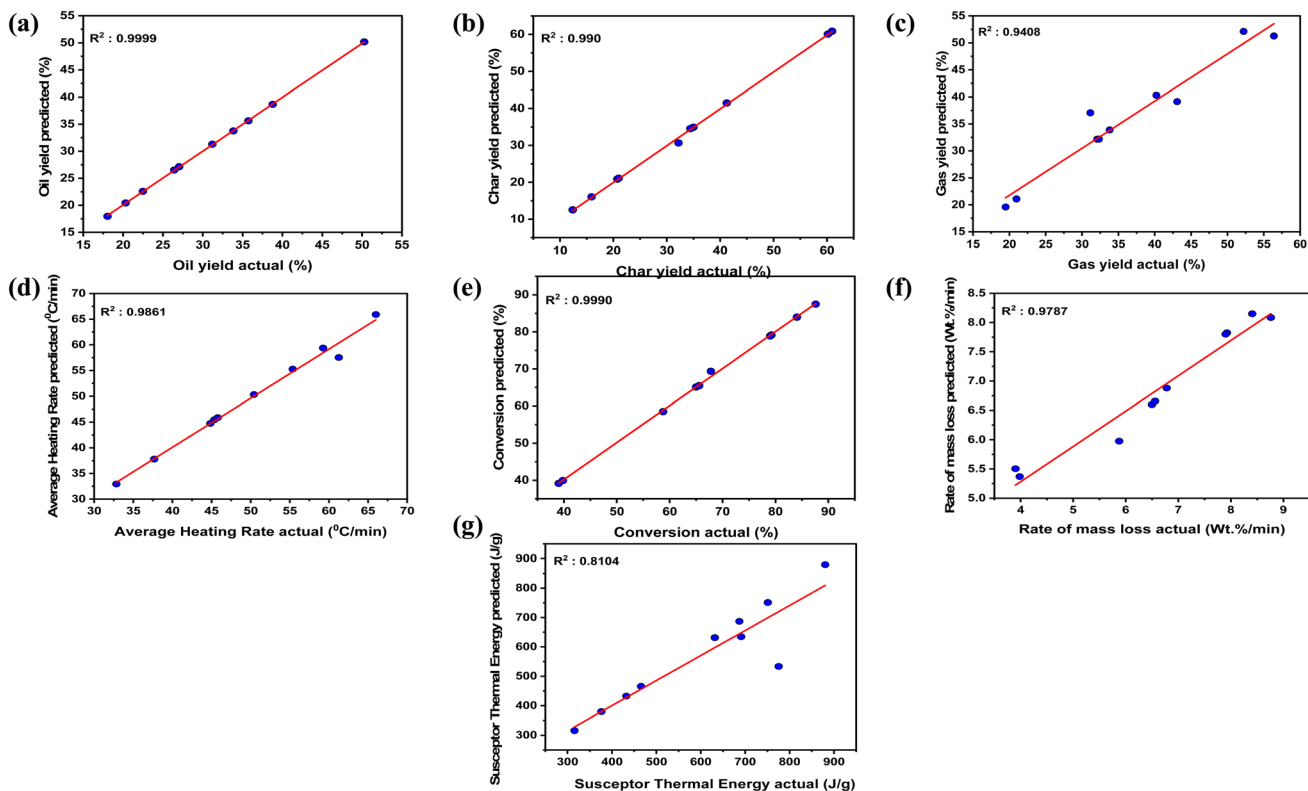 (a)
R² : 0.9999
Oil yield predicted (%)
55
50
45
40
35
30
25
20
15
15 20 25 30 35 40 45 50 55
Oil yield actual (%)
(b)
R² : 0.990
Char yield predicted (%)
60
50
40
30
20
10
10 20 30 40 50 60
Char yield actual (%)
(c)
R² : 0.9408
Gas yield predicted (%)
55
50
45
40
35
30
25
20
15
15 20 25 30 35 40 45 50 55 60
Gas yield actual (%)
(d)
R² : 0.9861
Average Heating Rate predicted (⁰C/min)
70
65
60
55
50
45
40
35
30
30 35 40 45 50 55 60 65 70
Average Heating Rate actual (⁰C/min)
(e)
R² : 0.9990
Conversion predicted (%)
90
80
70
60
50
40
40 50 60 70 80 90
Conversion actual (%)
(f)
R² : 0.9787
Rate of mass loss predicted (Wt.%/min)
8.5
8.0
7.5
7.0
6.5
6.0
5.5
5.0
4 5 6 7 8 9
Rate of mass loss actual (Wt.%/min)
(g)
R² : 0.8104
Susceptor Thermal Energy predicted (J/g)
900
800
700
600
500
400
300
300 400 500 600 700 800 900
Susceptor Thermal Energy actual (J/g)